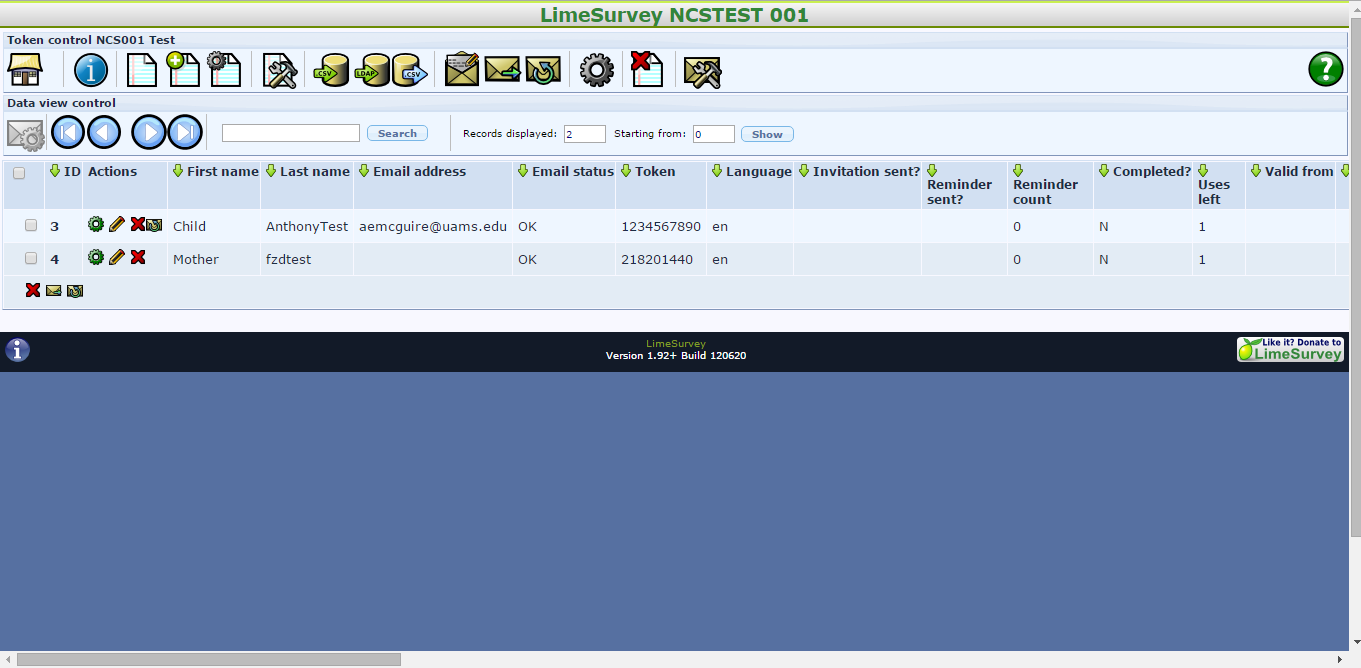 LimeSurvey NCSTEST 001
Token control NCS001 Test
i CSV LDAP CSV ?
Data view control
Search Records displayed: 2 Starting from: 0 Show
ID Actions First name Last name Email address Email status Token Language Invitation sent? Reminder sent? Reminder count Completed? Uses left Valid from
3 Child AnthonyTest aemcguire@uams.edu OK 1234567890 en 0 N 1
4 Mother fzdtest OK 218201440 en 0 N 1
i LimeSurvey Like it? Donate to
Version 1.92+ Build 120620 LimeSurvey